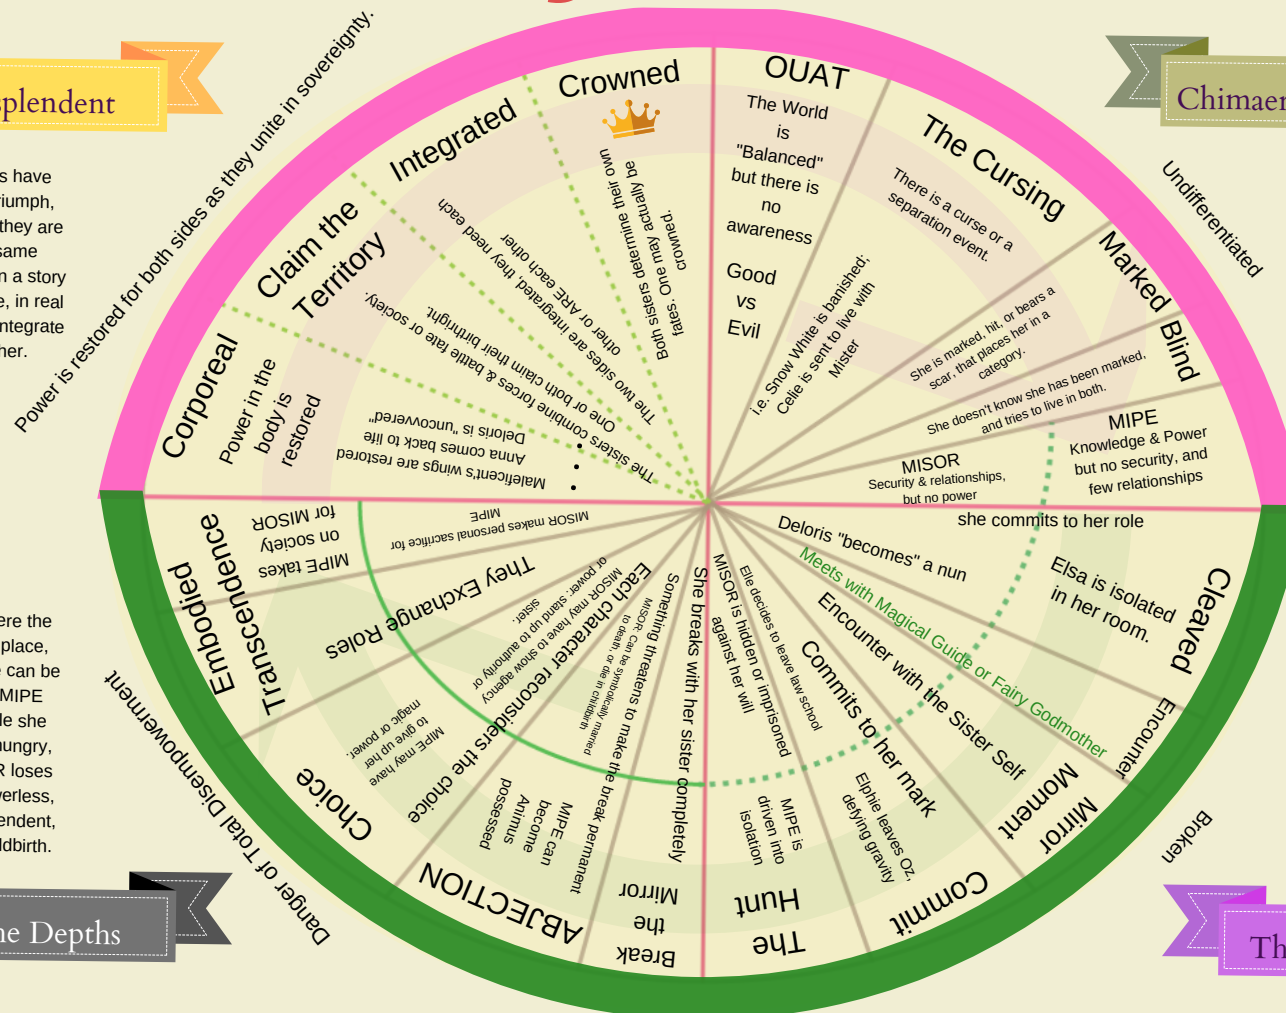 splendent
s have
riumph,
they are
same
n a story
e, in real
ntegrate
her.
Power is restored for both sides as they unite in sovereignty.
Chimaer
Undifferentiated
OUAT
The World
is
"Balanced"
but there is
no
awareness
Good
vs
Evil
The Cursing
There is a curse or a
separation event.
i.e. Snow White is banished;
Celie is sent to live with
Mister
Marked
She is marked, hit, or bears a
scar, that places her in a
category.
Blind
She doesn't know she has been marked,
and tries to live in both.
MIPE
Knowledge & Power
but no security, and
few relationships
MISOR
Security & relationships,
but no power
she commits to her role
Cleaved
Elsa is isolated
in her room.
Deloris "becomes" a nun
Encounter
Meets with Magical Guide or Fairy Godmother
Mirror
Moment
Encounter with the Sister Self
Commit
Commits to her mark
Elphie leaves Oz,
defying gravity
Elle decides to leave law school
The
Hunt
MISOR is hidden or imprisoned
against her will
MIPE is
driven into
isolation
Break
the
Mirror
She breaks with her sister completely
ABJECTION
Something threatens to make the break permanent
MISOR: Can be symbolically married
to death, or die in childbirth
MIPE can
become
Animus
possessed
Choice
Each character reconsiders the choice
MISOR may have to show agency
or power: stand up to authority or
sister.
MIPE may have
to give up her
magic or power.
They Exchange Roles
Embodied
Transcendence
MIPE takes
on society
for MISOR
MISOR makes personal sacrifice for
MIPE
Corporeal
Power in the
body is
restored
Maleficent's wings are restored
Anna comes back to life
Deloris is "uncovered"
Claim the
Territory
The sisters combine forces & battle fate or society.
One or both claim their birthright.
Integrated
The two sides are integrated, they need each
other or ARE each other
Crowned
Both sisters determine their own
fates. One may actually be
crowned.
Broken
Th
Danger of Total Disempowerment
ere the
place,
e can be
MIPE
le she
hungry,
R loses
verless,
endent,
ldbirth.
he Depths